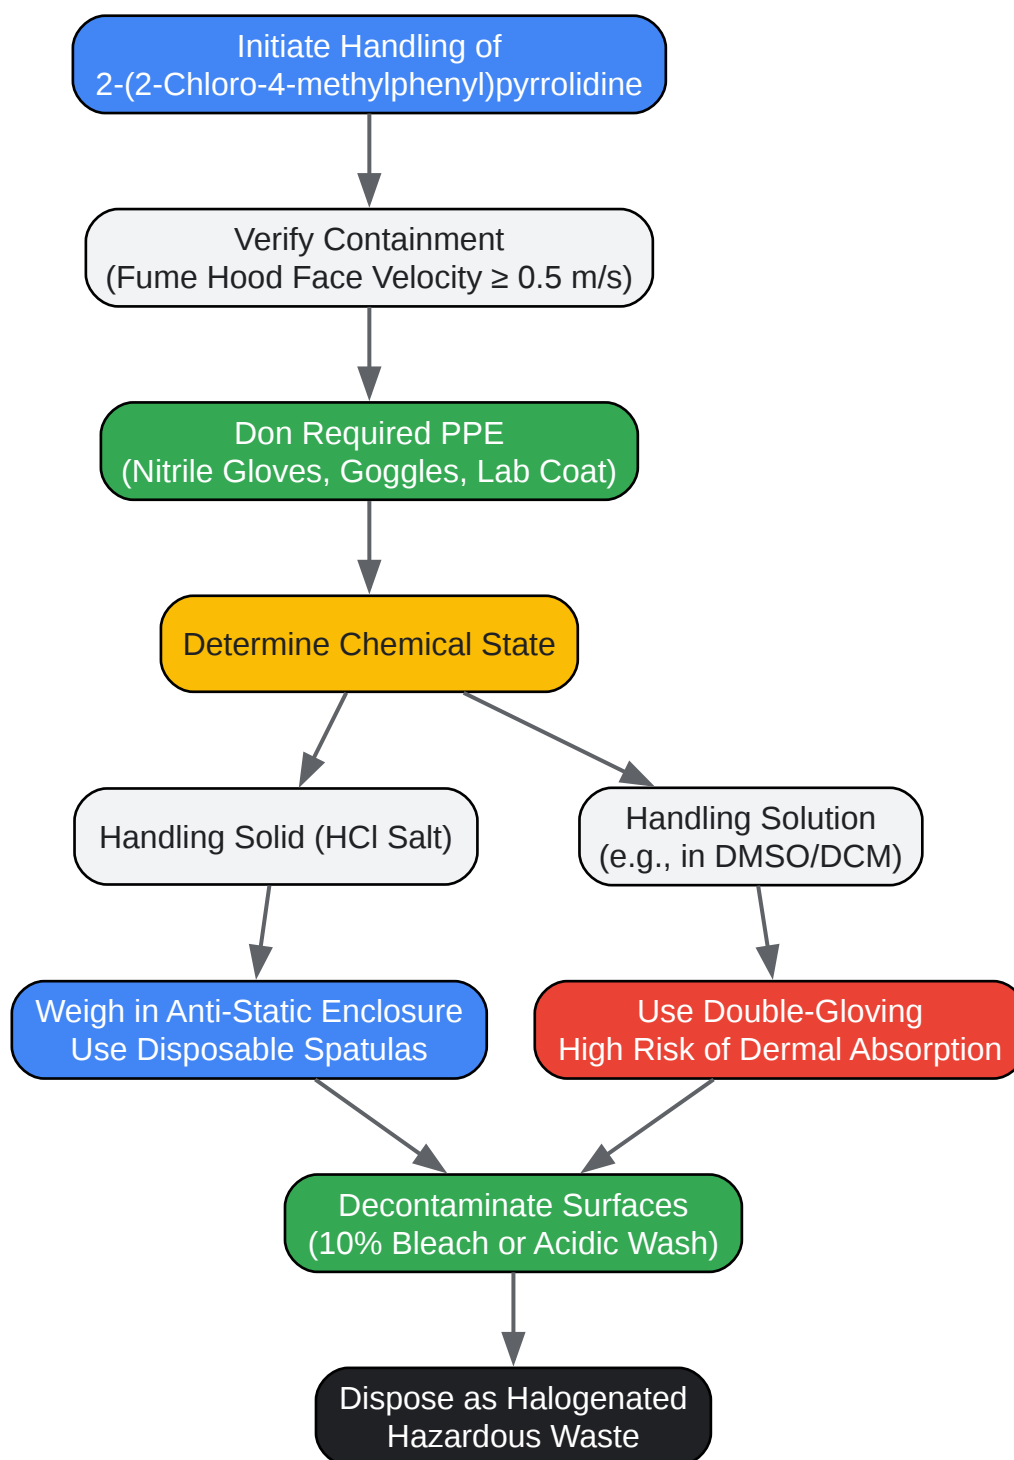 Initiate Handling of
2-(2-Chloro-4-methylphenyl)pyrrolidine
Verify Containment
(Fume Hood Face Velocity ≥ 0.5 m/s)
Don Required PPE
(Nitrile Gloves, Goggles, Lab Coat)
Determine Chemical State
Handling Solid (HCl Salt)
Handling Solution
(e.g., in DMSO/DCM)
Weigh in Anti-Static Enclosure
Use Disposable Spatulas
Use Double-Gloving
High Risk of Dermal Absorption
Decontaminate Surfaces
(10% Bleach or Acidic Wash)
Dispose as Halogenated
Hazardous Waste